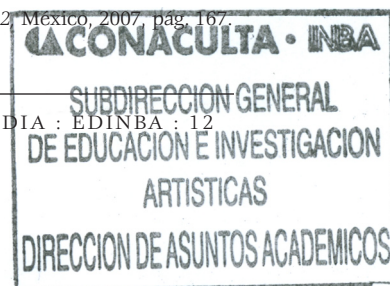 2, México, 2007, pág. 167.
CONACULTA • INBA
SUBDIRECCION GENERAL
DIA : EDINBA : 12
DE EDUCACION E INVESTIGACION
ARTISTICAS
DIRECCION DE ASUNTOS ACADEMICOS